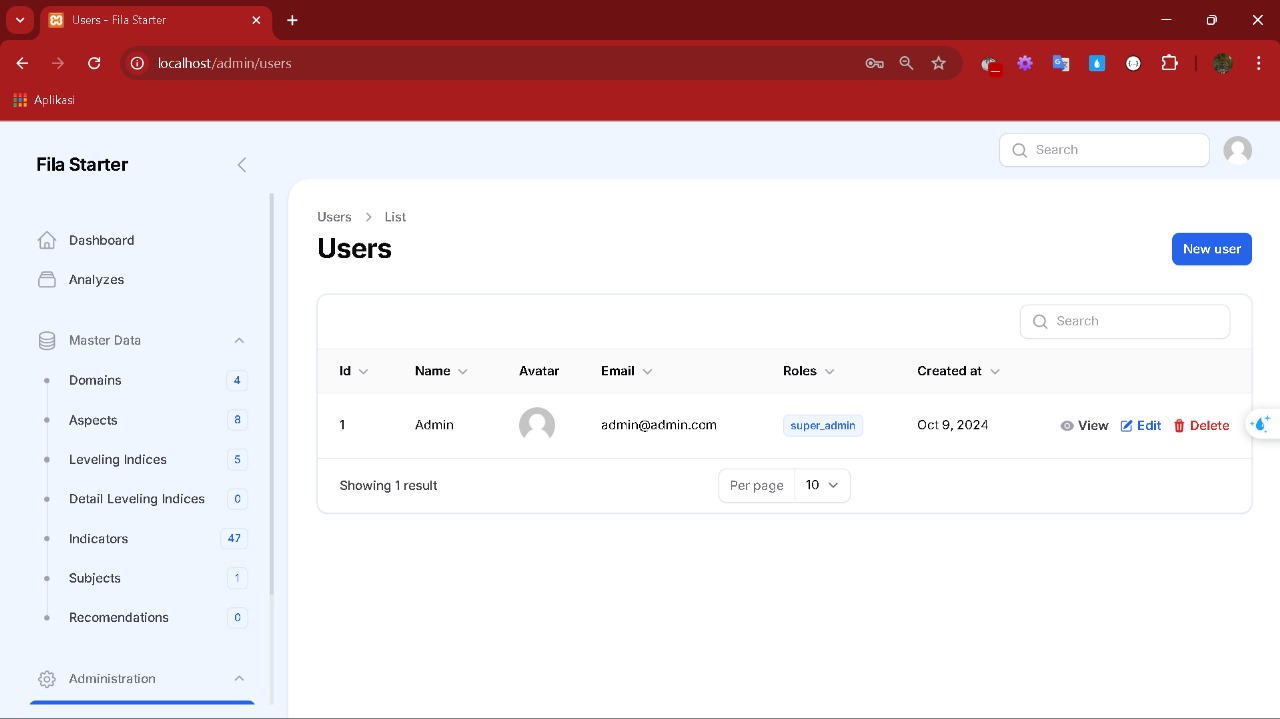 Users - Fila Starter
localhost/admin/users
Aplikasi
Fila Starter
Search
Dashboard
Analyzes
Master Data
Domains 4
Aspects 8
Leveling Indices 5
Detail Leveling Indices 0
Indicators 47
Subjects 1
Recomendations 0
Administration
Users List
Users
New user
Search
Id Name Avatar Email Roles Created at
1 Admin admin@admin.com super_admin Oct 9, 2024 View Edit Delete
Showing 1 result Per page 10